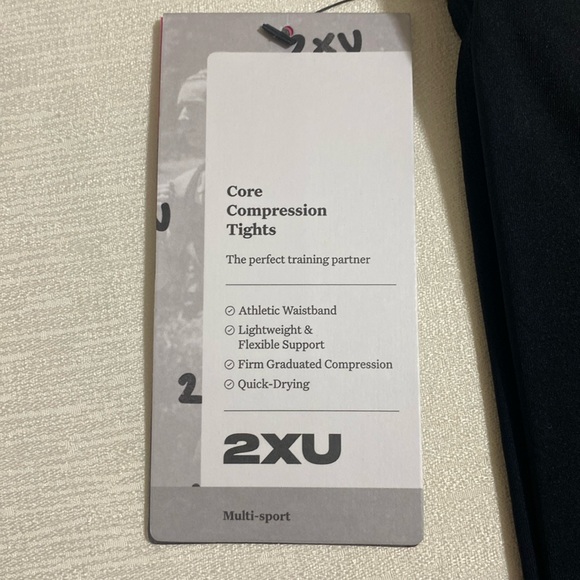 2XU
Core
Compression
Tights
The perfect training partner
Athletic Waistband
Lightweight &
Flexible Support
Firm Graduated Compression
Quick-Drying
2
2XU
Multi-sport